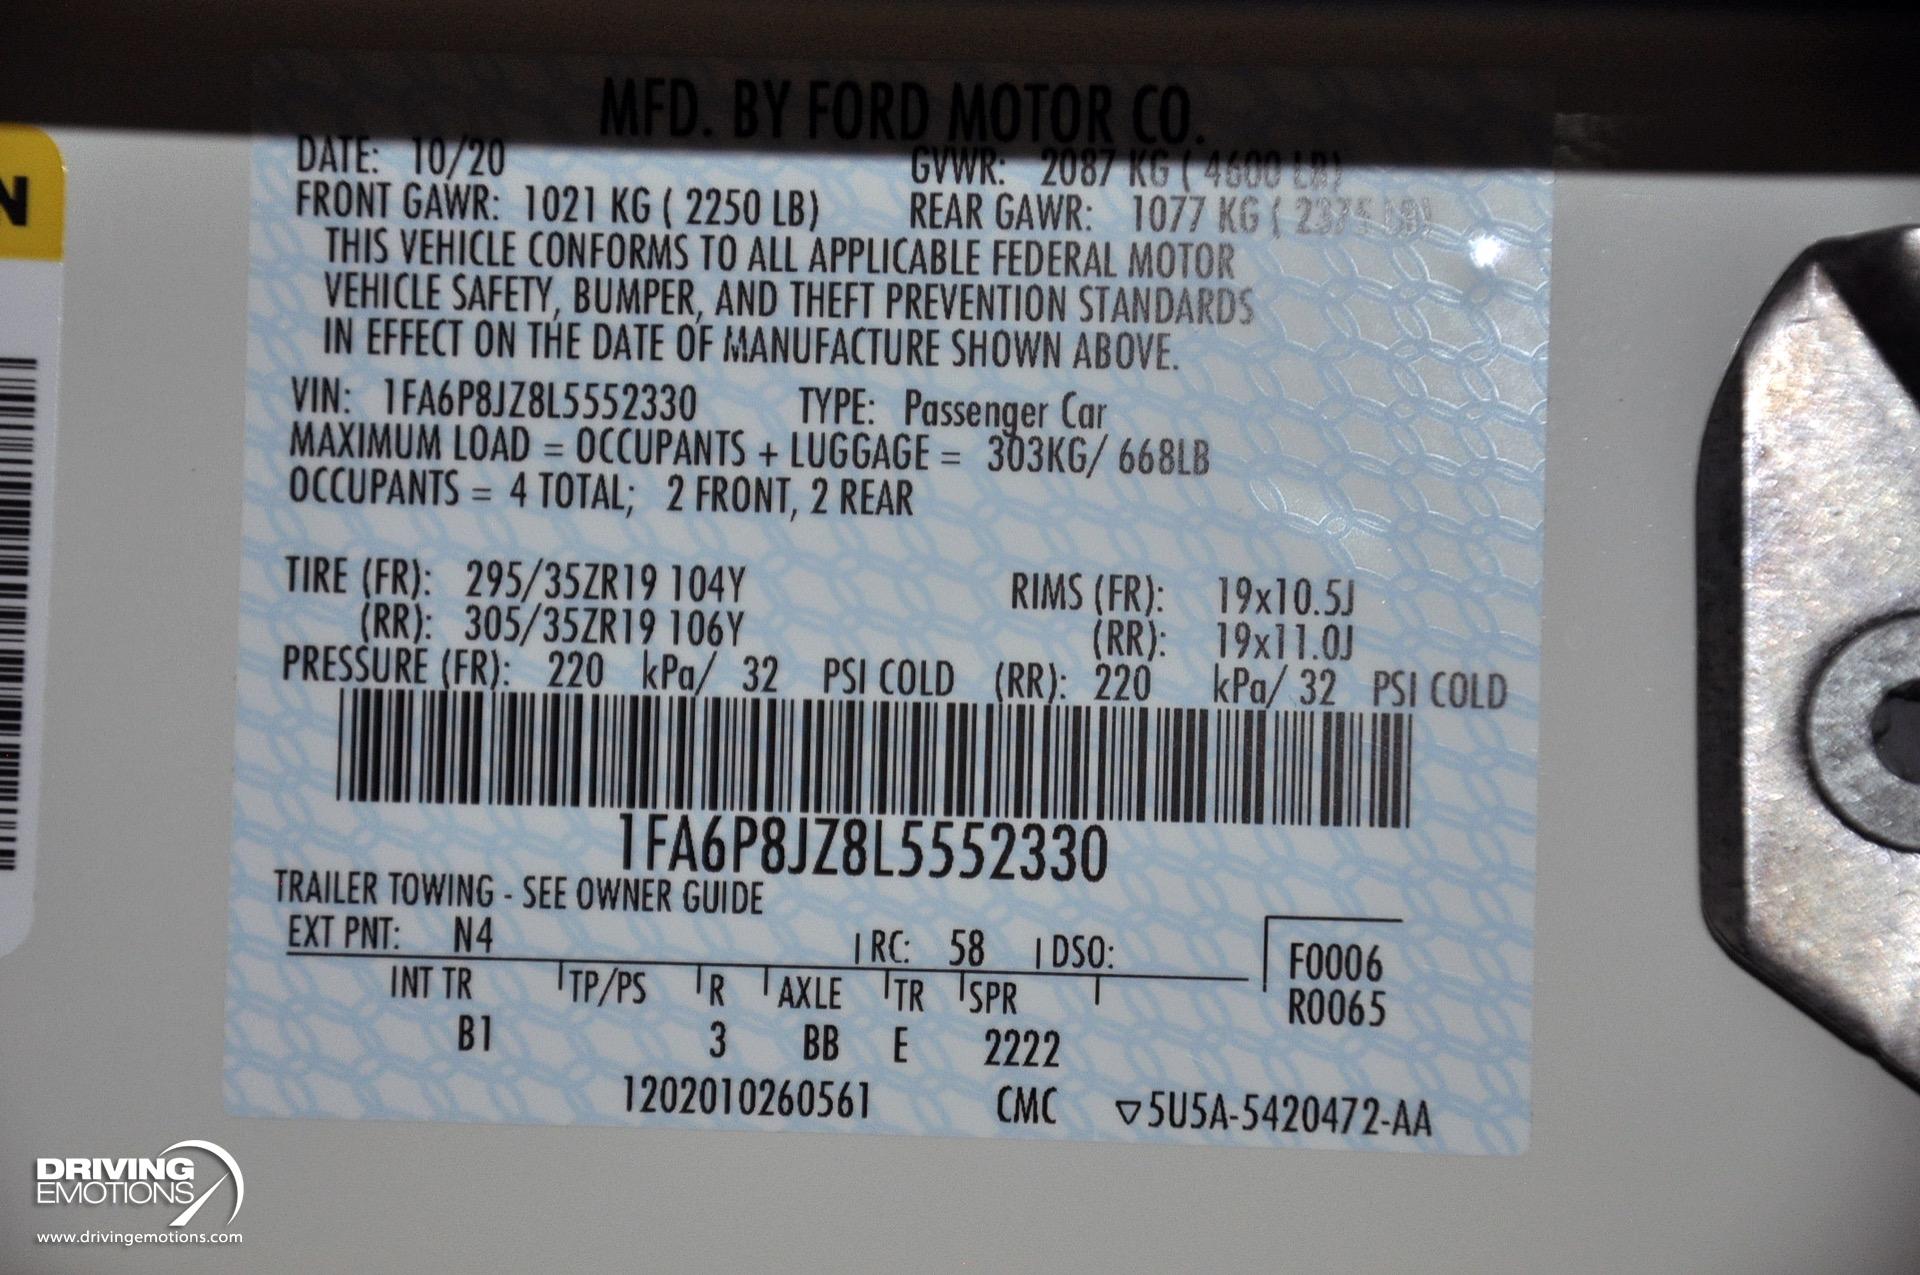 MFD. BY FORD MOTOR CO.
DATE: 10/20 GVWR: 2087 KG ( 4600 LB)
FRONT GAWR: 1021 KG ( 2250 LB) REAR GAWR: 1077 KG ( 2375 LB)
THIS VEHICLE CONFORMS TO ALL APPLICABLE FEDERAL MOTOR
VEHICLE SAFETY, BUMPER, AND THEFT PREVENTION STANDARDS
IN EFFECT ON THE DATE OF MANUFACTURE SHOWN ABOVE.
VIN: 1FA6P8JZ8L5552330 TYPE: Passenger Car
MAXIMUM LOAD = OCCUPANTS + LUGGAGE = 303KG/ 668LB
OCCUPANTS = 4 TOTAL; 2 FRONT, 2 REAR
TIRE (FR): 295/35ZR19 104Y RIMS (FR): 19x10.5J
(RR): 305/35ZR19 106Y (RR): 19x11.0J
PRESSURE (FR): 220 kPa/ 32 PSI COLD (RR): 220 kPa/ 32 PSI COLD
1FA6P8JZ8L5552330
TRAILER TOWING - SEE OWNER GUIDE
EXT PNT: N4 RC: 58 DSO: F0006
INT TR TP/PS R AXLE TR SPR R0065
B1 3 BB E 2222
1202010260561 CMC ▽5U5A-5420472-AA
N
DRIVING
EMOTIONS
www.drivingemotions.com